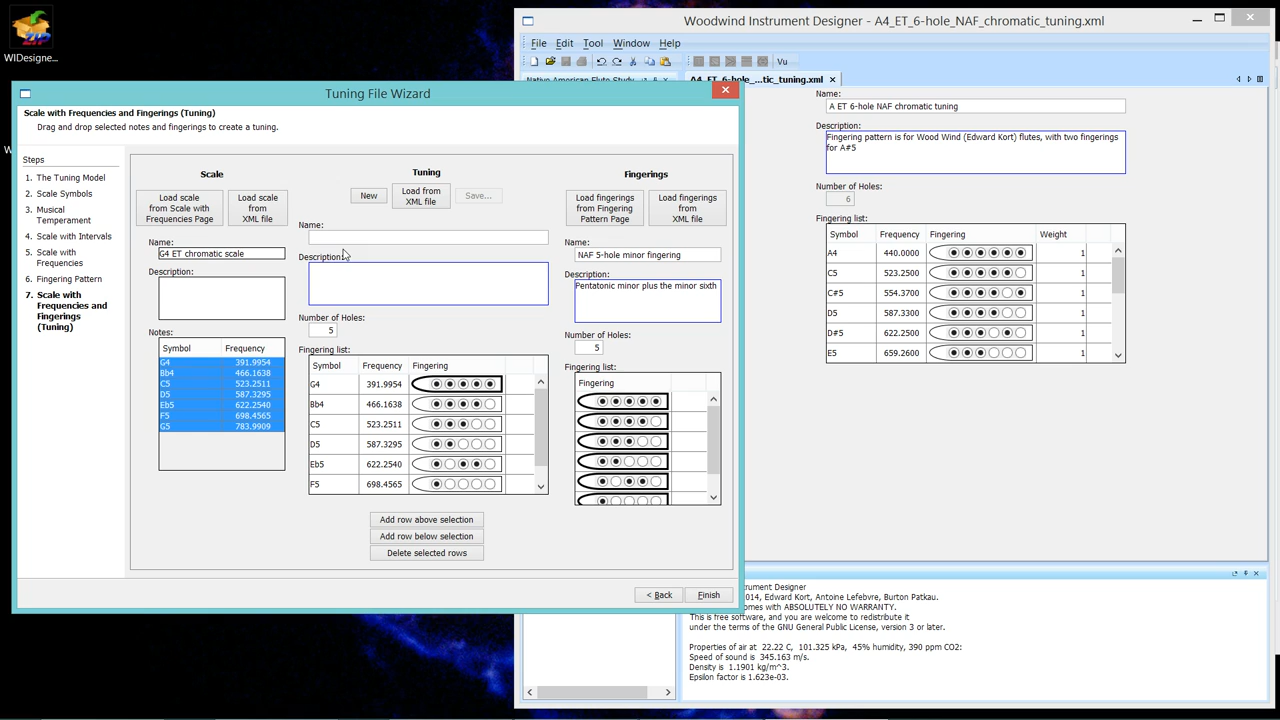 ZIP
WIDesigne...
Woodwind Instrument Designer - A4_ET_6-hole_NAF_chromatic_tuning.xml
File Edit Tool Window Help
Vu
Native American Flute Study
A4_ET_6-hole_...tic_tuning.xml
Name:
A ET 6-hole NAF chromatic tuning
Description:
Fingering pattern is for Wood Wind (Edward Kort) flutes, with two fingerings
for A#5
Number of Holes:
6
Fingering list:
Symbol Frequency Fingering Weight
A4 440.0000 1
C5 523.2500 1
C#5 554.3700 1
D5 587.3300 1
D#5 622.2500 1
E5 659.2600 1
Tuning File Wizard
Scale with Frequencies and Fingerings (Tuning)
Drag and drop selected notes and fingerings to create a tuning.
Steps
1. The Tuning Model
2. Scale Symbols
3. Musical
Temperament
4. Scale with Intervals
5. Scale with
Frequencies
6. Fingering Pattern
7. Scale with
Frequencies and
Fingerings
(Tuning)
Scale
Load scale
from Scale with
Frequencies Page
Load scale
from
XML file
Name:
G4 ET chromatic scale
Description:
Notes:
Symbol Frequency
G4 391.9954
Bb4 466.1638
C5 523.2511
D5 587.3295
Eb5 622.2540
F5 698.4565
G5 783.9909
Tuning
New
Load from
XML file
Save...
Name:
Description:
Number of Holes:
5
Fingering list:
Symbol Frequency Fingering
G4 391.9954
Bb4 466.1638
C5 523.2511
D5 587.3295
Eb5 622.2540
F5 698.4565
Add row above selection
Add row below selection
Delete selected rows
Fingerings
Load fingerings
from Fingering
Pattern Page
Load fingerings
from
XML file
Name:
NAF 5-hole minor fingering
Description:
Pentatonic minor plus the minor sixth
Number of Holes:
5
Fingering list:
Fingering
< Back
Finish
strument Designer
014, Edward Kort, Antoine Lefebvre, Burton Patkau.
comes with ABSOLUTELY NO WARRANTY.
This is free software, and you are welcome to redistribute it
under the terms of the GNU General Public License, version 3 or later.
Properties of air at 22.22 C, 101.325 kPa, 45% humidity, 390 ppm CO2:
Speed of sound is 345.163 m/s.
Density is 1.1901 kg/m^3.
Epsilon factor is 1.623e-03.